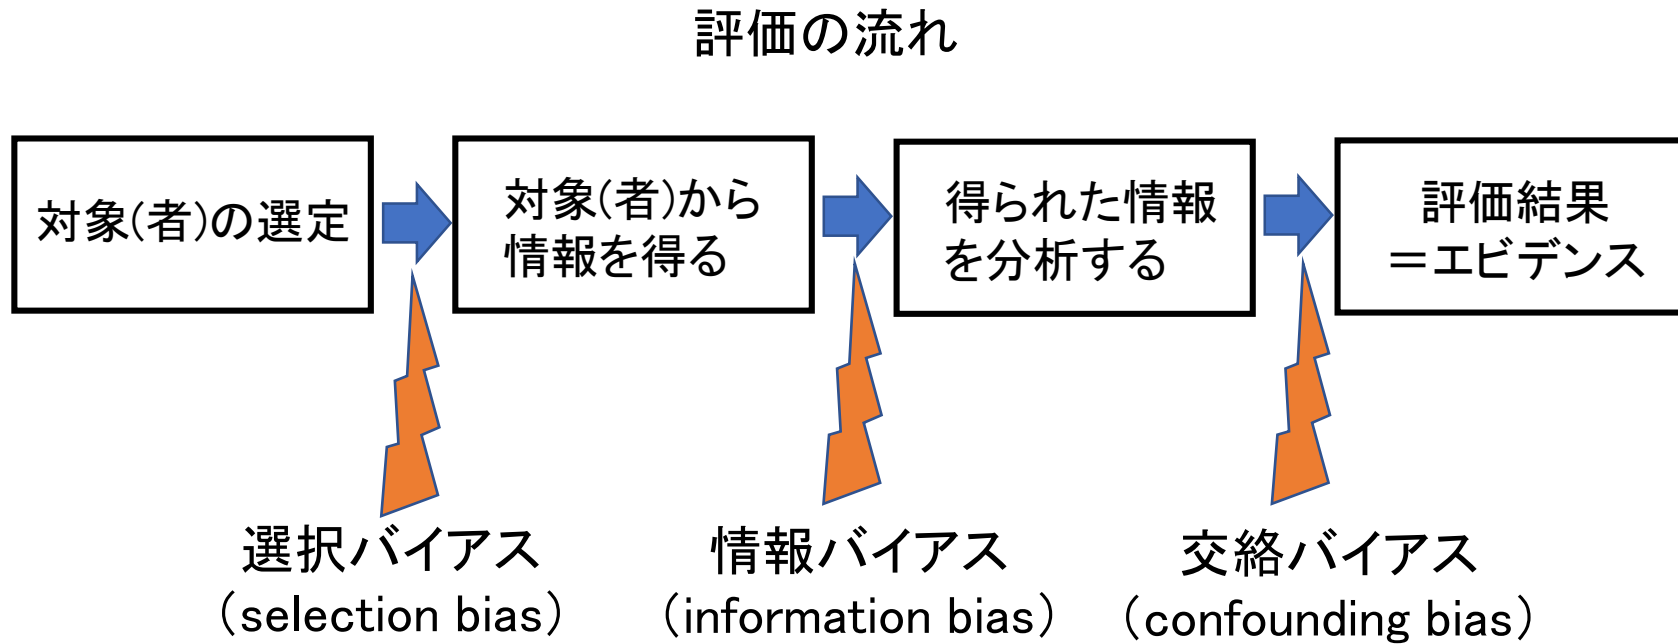 評価の流れ
対象(者)の選定
対象(者)から
情報を得る
得られた情報
を分析する
評価結果
＝エビデンス
選択バイアス
（selection bias）
情報バイアス
（information bias）
交絡バイアス
（confounding bias）